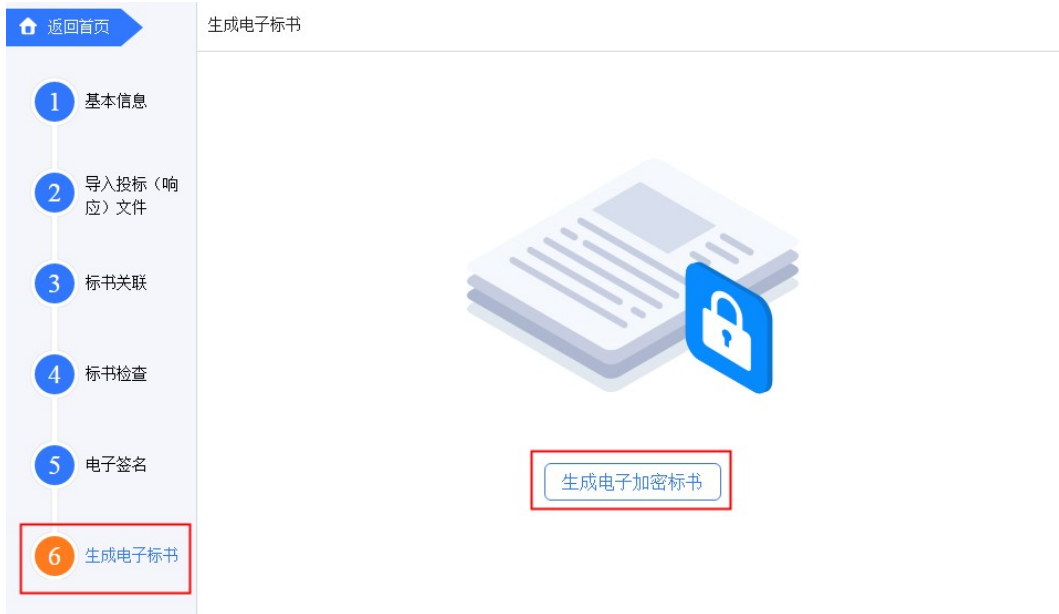 返回首页
生成电子标书
1 基本信息
2 导入投标（响
应）文件
3 标书关联
4 标书检查
5 电子签名
6 生成电子标书
生成电子加密标书